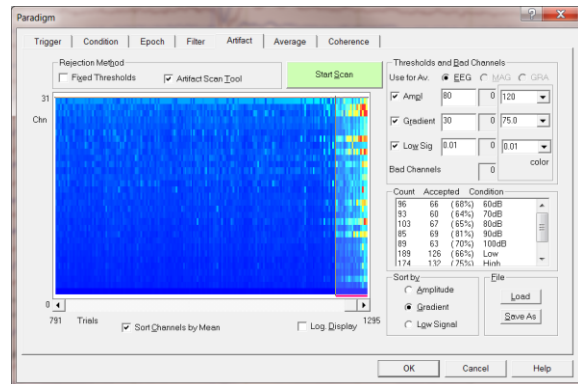 Paradigm
Trigger Condition Epoch Filter Artifact Average Coherence
Rejection Method
Fixed Thresholds Artifact Scan Tool
Start Scan
Thresholds and Bad Channels
Use for Av. EEG MAG GRA
Ampl 80 0 120
Gradient 30 0 75.0
Low Sig 0.01 0 0.01
Bad Channels 0 color
31
Chn
0
791 Trials 1295
Sort Channels by Mean Log. Display
Count Accepted Condition
96 66 (68%) 60dB
93 60 (64%) 70dB
103 67 (65%) 80dB
85 69 (81%) 90dB
89 63 (70%) 100dB
189 126 (66%) Low
174 132 (75%) High
Sort by
Amplitude
Gradient
Low Signal
File
Load
Save As
OK Cancel Help